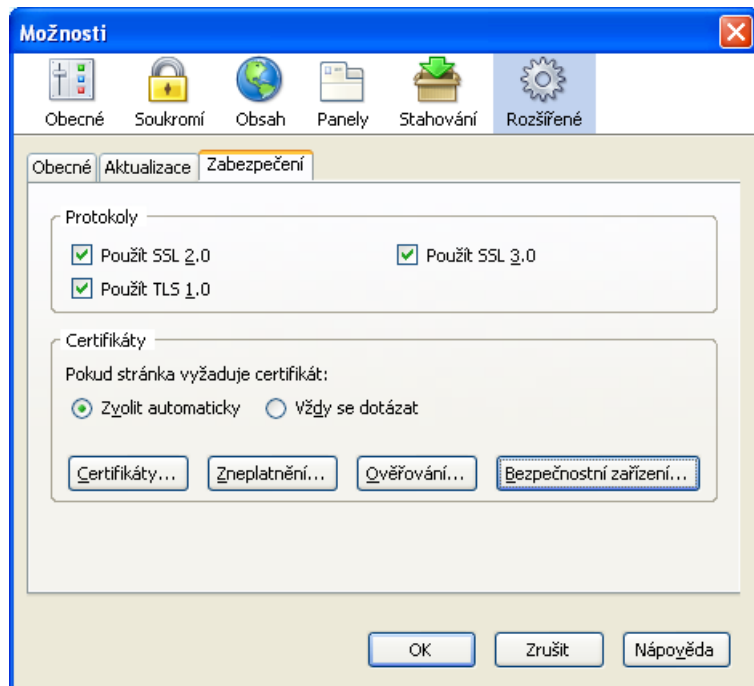 Možnosti
Obecné Soukromí Obsah Panely Stahování Rozšířené
Obecné Aktualizace Zabezpečení
Protokoly
Použít SSL 2.0 Použít SSL 3.0
Použít TLS 1.0
Certifikáty
Pokud stránka vyžaduje certifikát:
Zvolit automaticky Vždy se dotázat
Certifikáty... Zneplatnění... Ověřování... Bezpečnostní zařízení...
OK Zrušit Nápověda